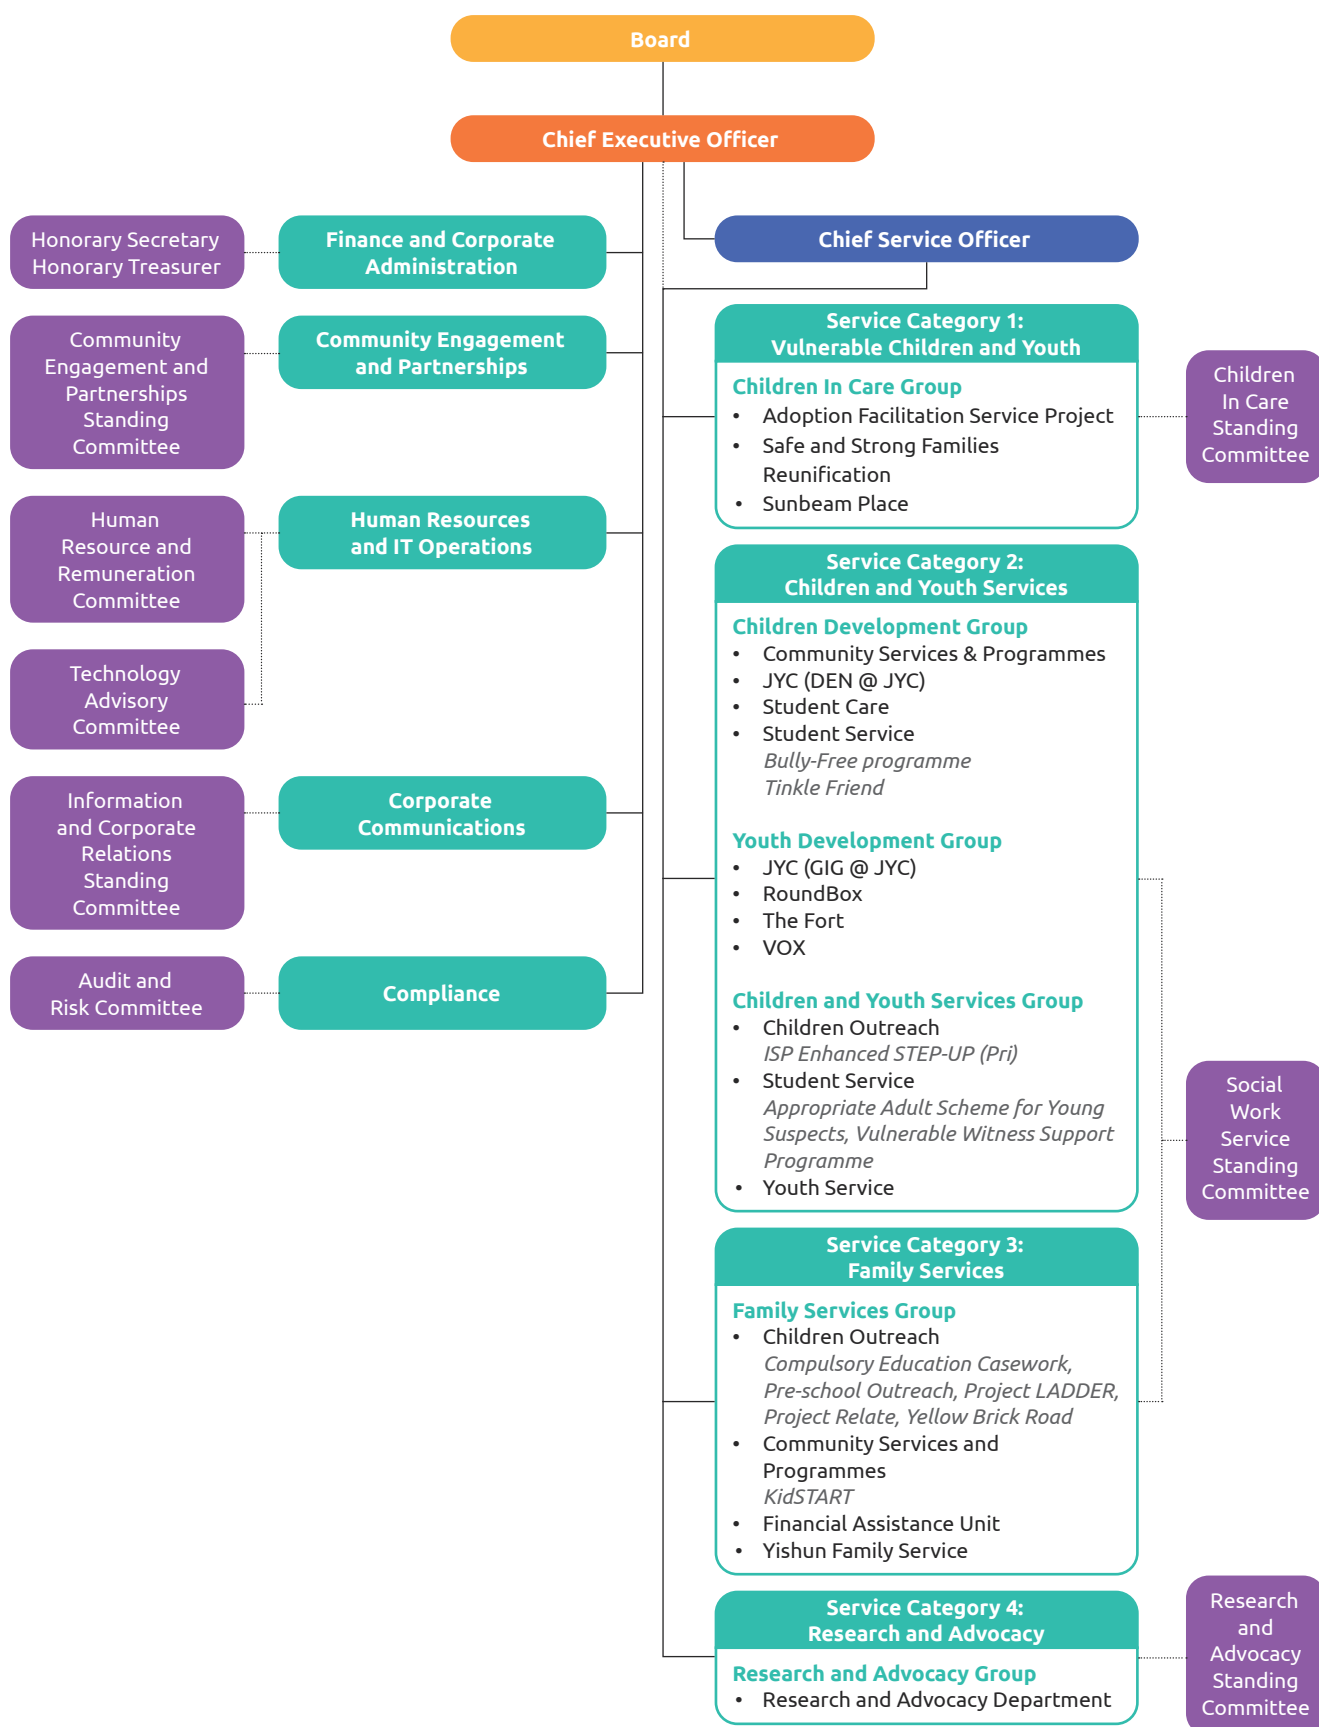 Board
Chief Executive Officer
Honorary Secretary
Honorary Treasurer
Finance and Corporate
Administration
Community
Engagement and
Partnerships
Standing
Committee
Community Engagement
and Partnerships
Human
Resource and
Remuneration
Committee
Human Resources
and IT Operations
Technology
Advisory
Committee
Information
and Corporate
Relations
Standing
Committee
Corporate
Communications
Audit and
Risk Committee
Compliance
Chief Service Officer
Service Category 1:
Vulnerable Children and Youth
Children In Care Group
• Adoption Facilitation Service Project
• Safe and Strong Families
Reunification
• Sunbeam Place
Children
In Care
Standing
Committee
Service Category 2:
Children and Youth Services
Children Development Group
• Community Services & Programmes
• JYC (DEN @ JYC)
• Student Care
• Student Service
Bully-Free programme
Tinkle Friend
Youth Development Group
• JYC (GIG @ JYC)
• RoundBox
• The Fort
• VOX
Children and Youth Services Group
• Children Outreach
ISP Enhanced STEP-UP (Pri)
• Student Service
Appropriate Adult Scheme for Young
Suspects, Vulnerable Witness Support
Programme
• Youth Service
Social
Work
Service
Standing
Committee
Service Category 3:
Family Services
Family Services Group
• Children Outreach
Compulsory Education Casework,
Pre-school Outreach, Project LADDER,
Project Relate, Yellow Brick Road
• Community Services and
Programmes
KidSTART
• Financial Assistance Unit
• Yishun Family Service
Service Category 4:
Research and Advocacy
Research and Advocacy Group
• Research and Advocacy Department
Research
and
Advocacy
Standing
Committee